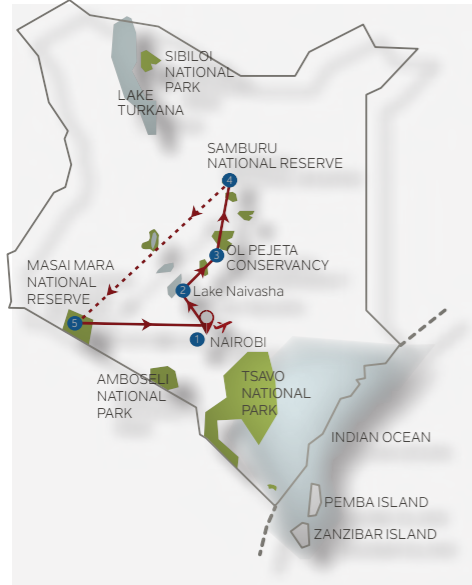 SIBILOI
NATIONAL
PARK
LAKE
TURKANA
SAMBURU
NATIONAL RESERVE
4
OL PEJETA
CONSERVANCY
3
MASAI MARA
NATIONAL
RESERVE
2
Lake Naivasha
5
1
NAIROBI
AMBOSELI
NATIONAL
PARK
TSAVO
NATIONAL
PARK
INDIAN OCEAN
PEMBA ISLAND
ZANZIBAR ISLAND